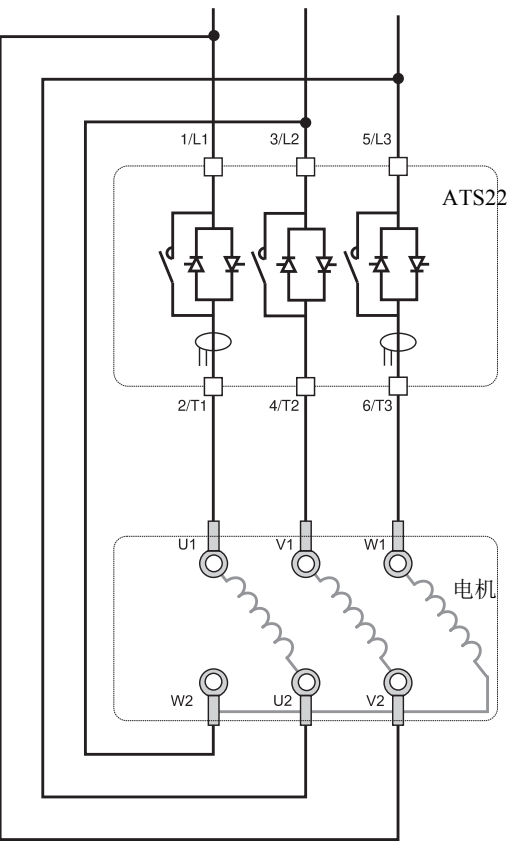 1/L1 3/L2 5/L3
ATS22
2/T1 4/T2 6/T3
U1 V1 W1
电机
W2 U2 V2